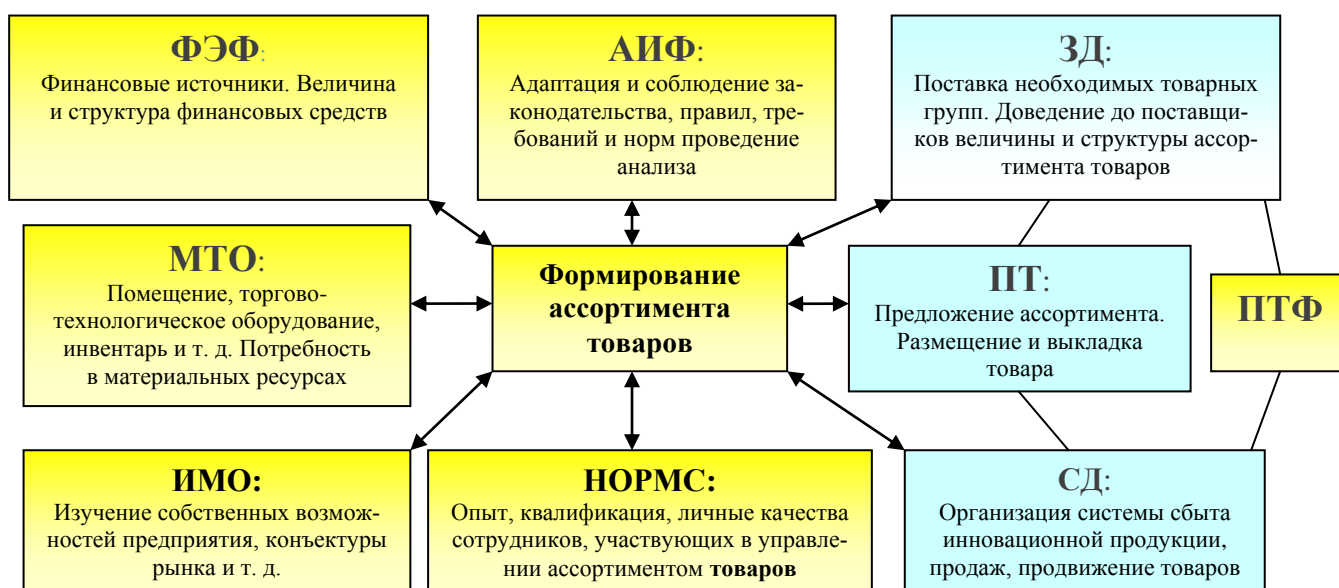 ФЭФ:
Финансовые источники. Величина
и структура финансовых средств
АИФ:
Адаптация и соблюдение за-
конодательства, правил, тре-
бований и норм проведение
анализа
ЗД:
Поставка необходимых товарных
групп. Доведение до поставщи-
ков величины и структуры ассор-
тимента товаров
МТО:
Помещение, торгово-
технологическое оборудование,
инвентарь и т. д. Потребность
в материальных ресурсах
Формирование
ассортимента
товаров
ПТ:
Предложение ассортимента.
Размещение и выкладка
товара
ПТФ
ИМО:
Изучение собственных возмож-
ностей предприятия, конъектуры
рынка и т. д.
НОРМС:
Опыт, квалификация, личные качества
сотрудников, участвующих в управле-
нии ассортиментом товаров
СД:
Организация системы сбыта
инновационной продукции,
продаж, продвижение товаров